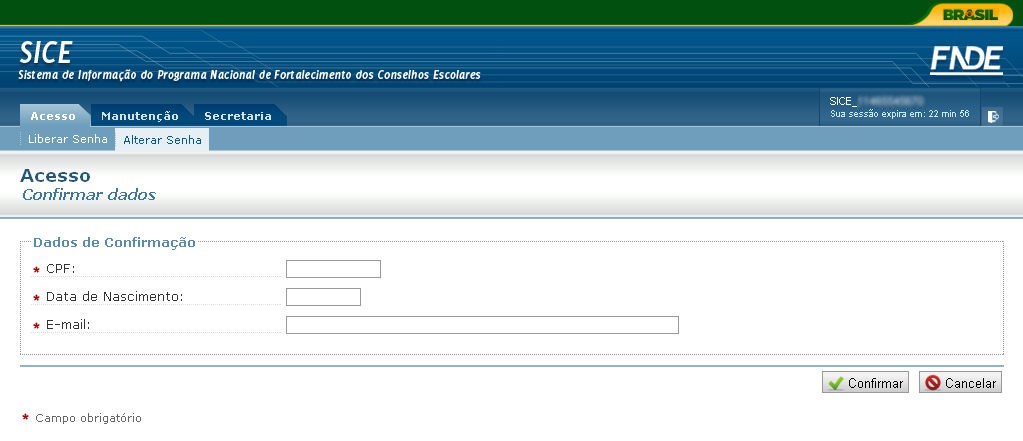 BRASIL
SICE
Sistema de Informação do Programa Nacional de Fortalecimento dos Conselhos Escolares
FNDE
SICE_
Sua sessão expira em: 22 min 56
Acesso Manutenção Secretaria
Liberar Senha Alterar Senha
Acesso
Confirmar dados
Dados de Confirmação
* CPF:
* Data de Nascimento:
* E-mail:
Confirmar Cancelar
* Campo obrigatório